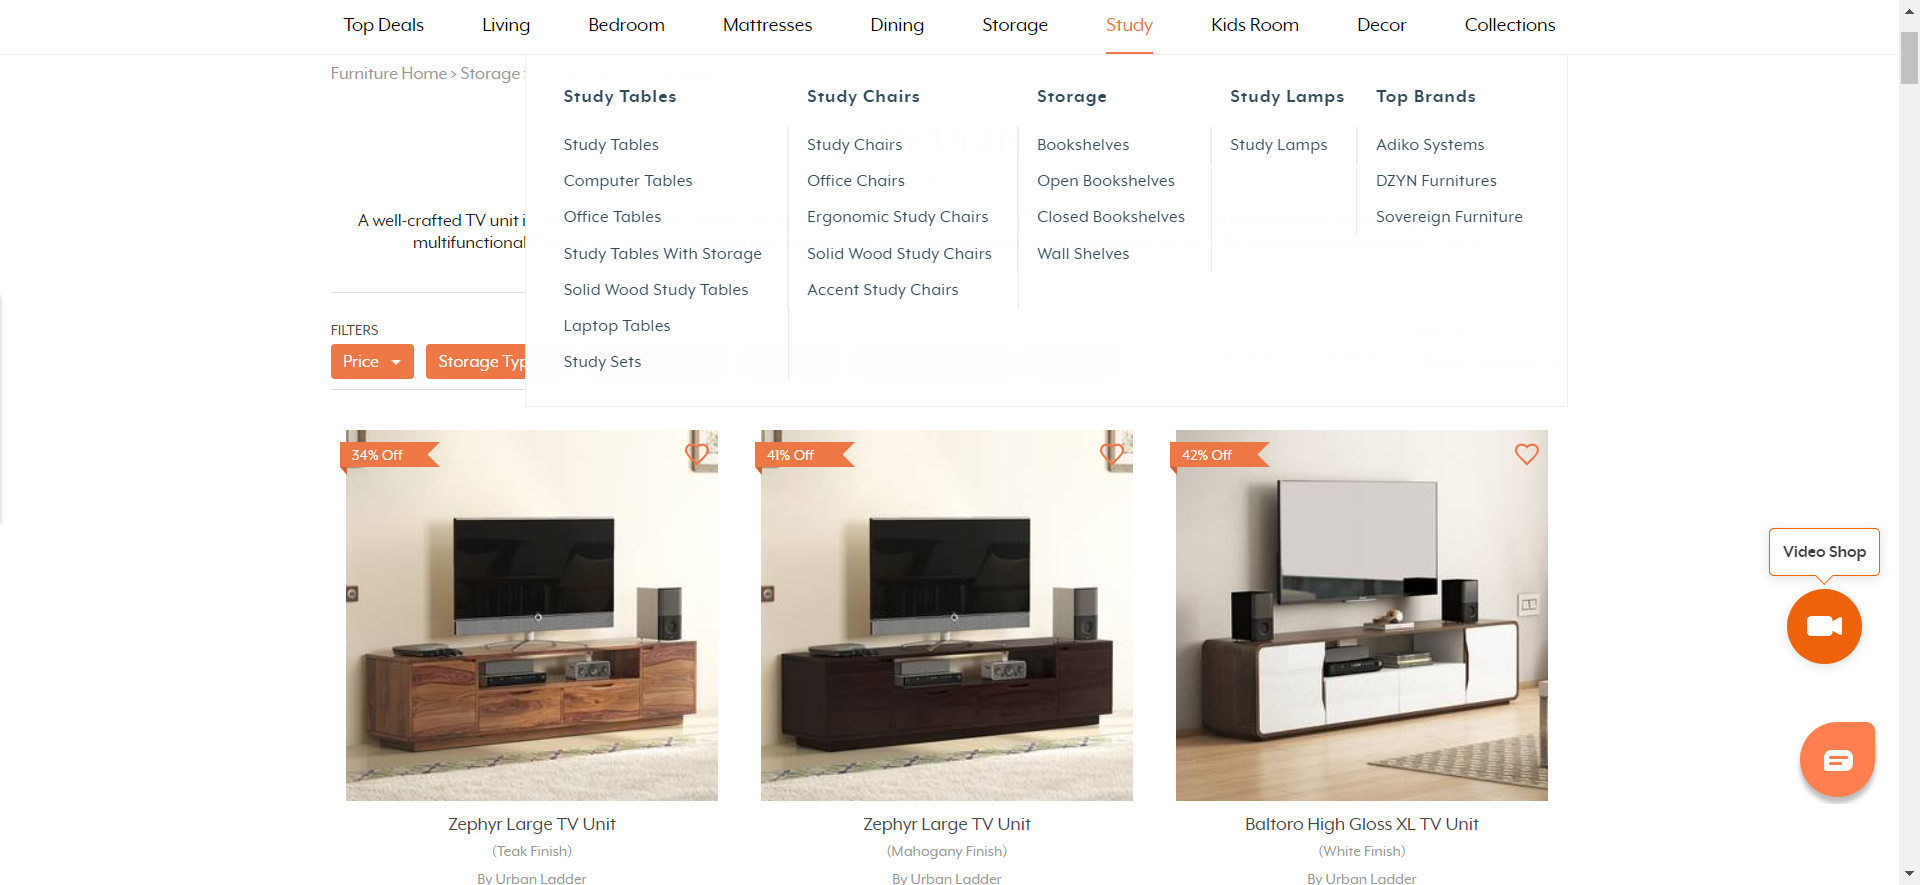 Top Deals Living Bedroom Mattresses Dining Storage Study Kids Room Decor Collections
Furniture Home > Storage
Study Tables
Study Tables
Computer Tables
Office Tables
Study Tables With Storage
Solid Wood Study Tables
Laptop Tables
Study Sets
Study Chairs
Study Chairs
Office Chairs
Ergonomic Study Chairs
Solid Wood Study Chairs
Accent Study Chairs
Storage
Bookshelves
Open Bookshelves
Closed Bookshelves
Wall Shelves
Study Lamps
Study Lamps
Top Brands
Adiko Systems
DZYN Furnitures
Sovereign Furniture
A well-crafted TV unit
multifunctional
FILTERS
Price
Storage Typ
34% Off
41% Off
42% Off
Video Shop
Zephyr Large TV Unit
(Teak Finish)
By Urban Ladder
Zephyr Large TV Unit
(Mahogany Finish)
By Urban Ladder
Baltoro High Gloss XL TV Unit
(White Finish)
By Urban Ladder